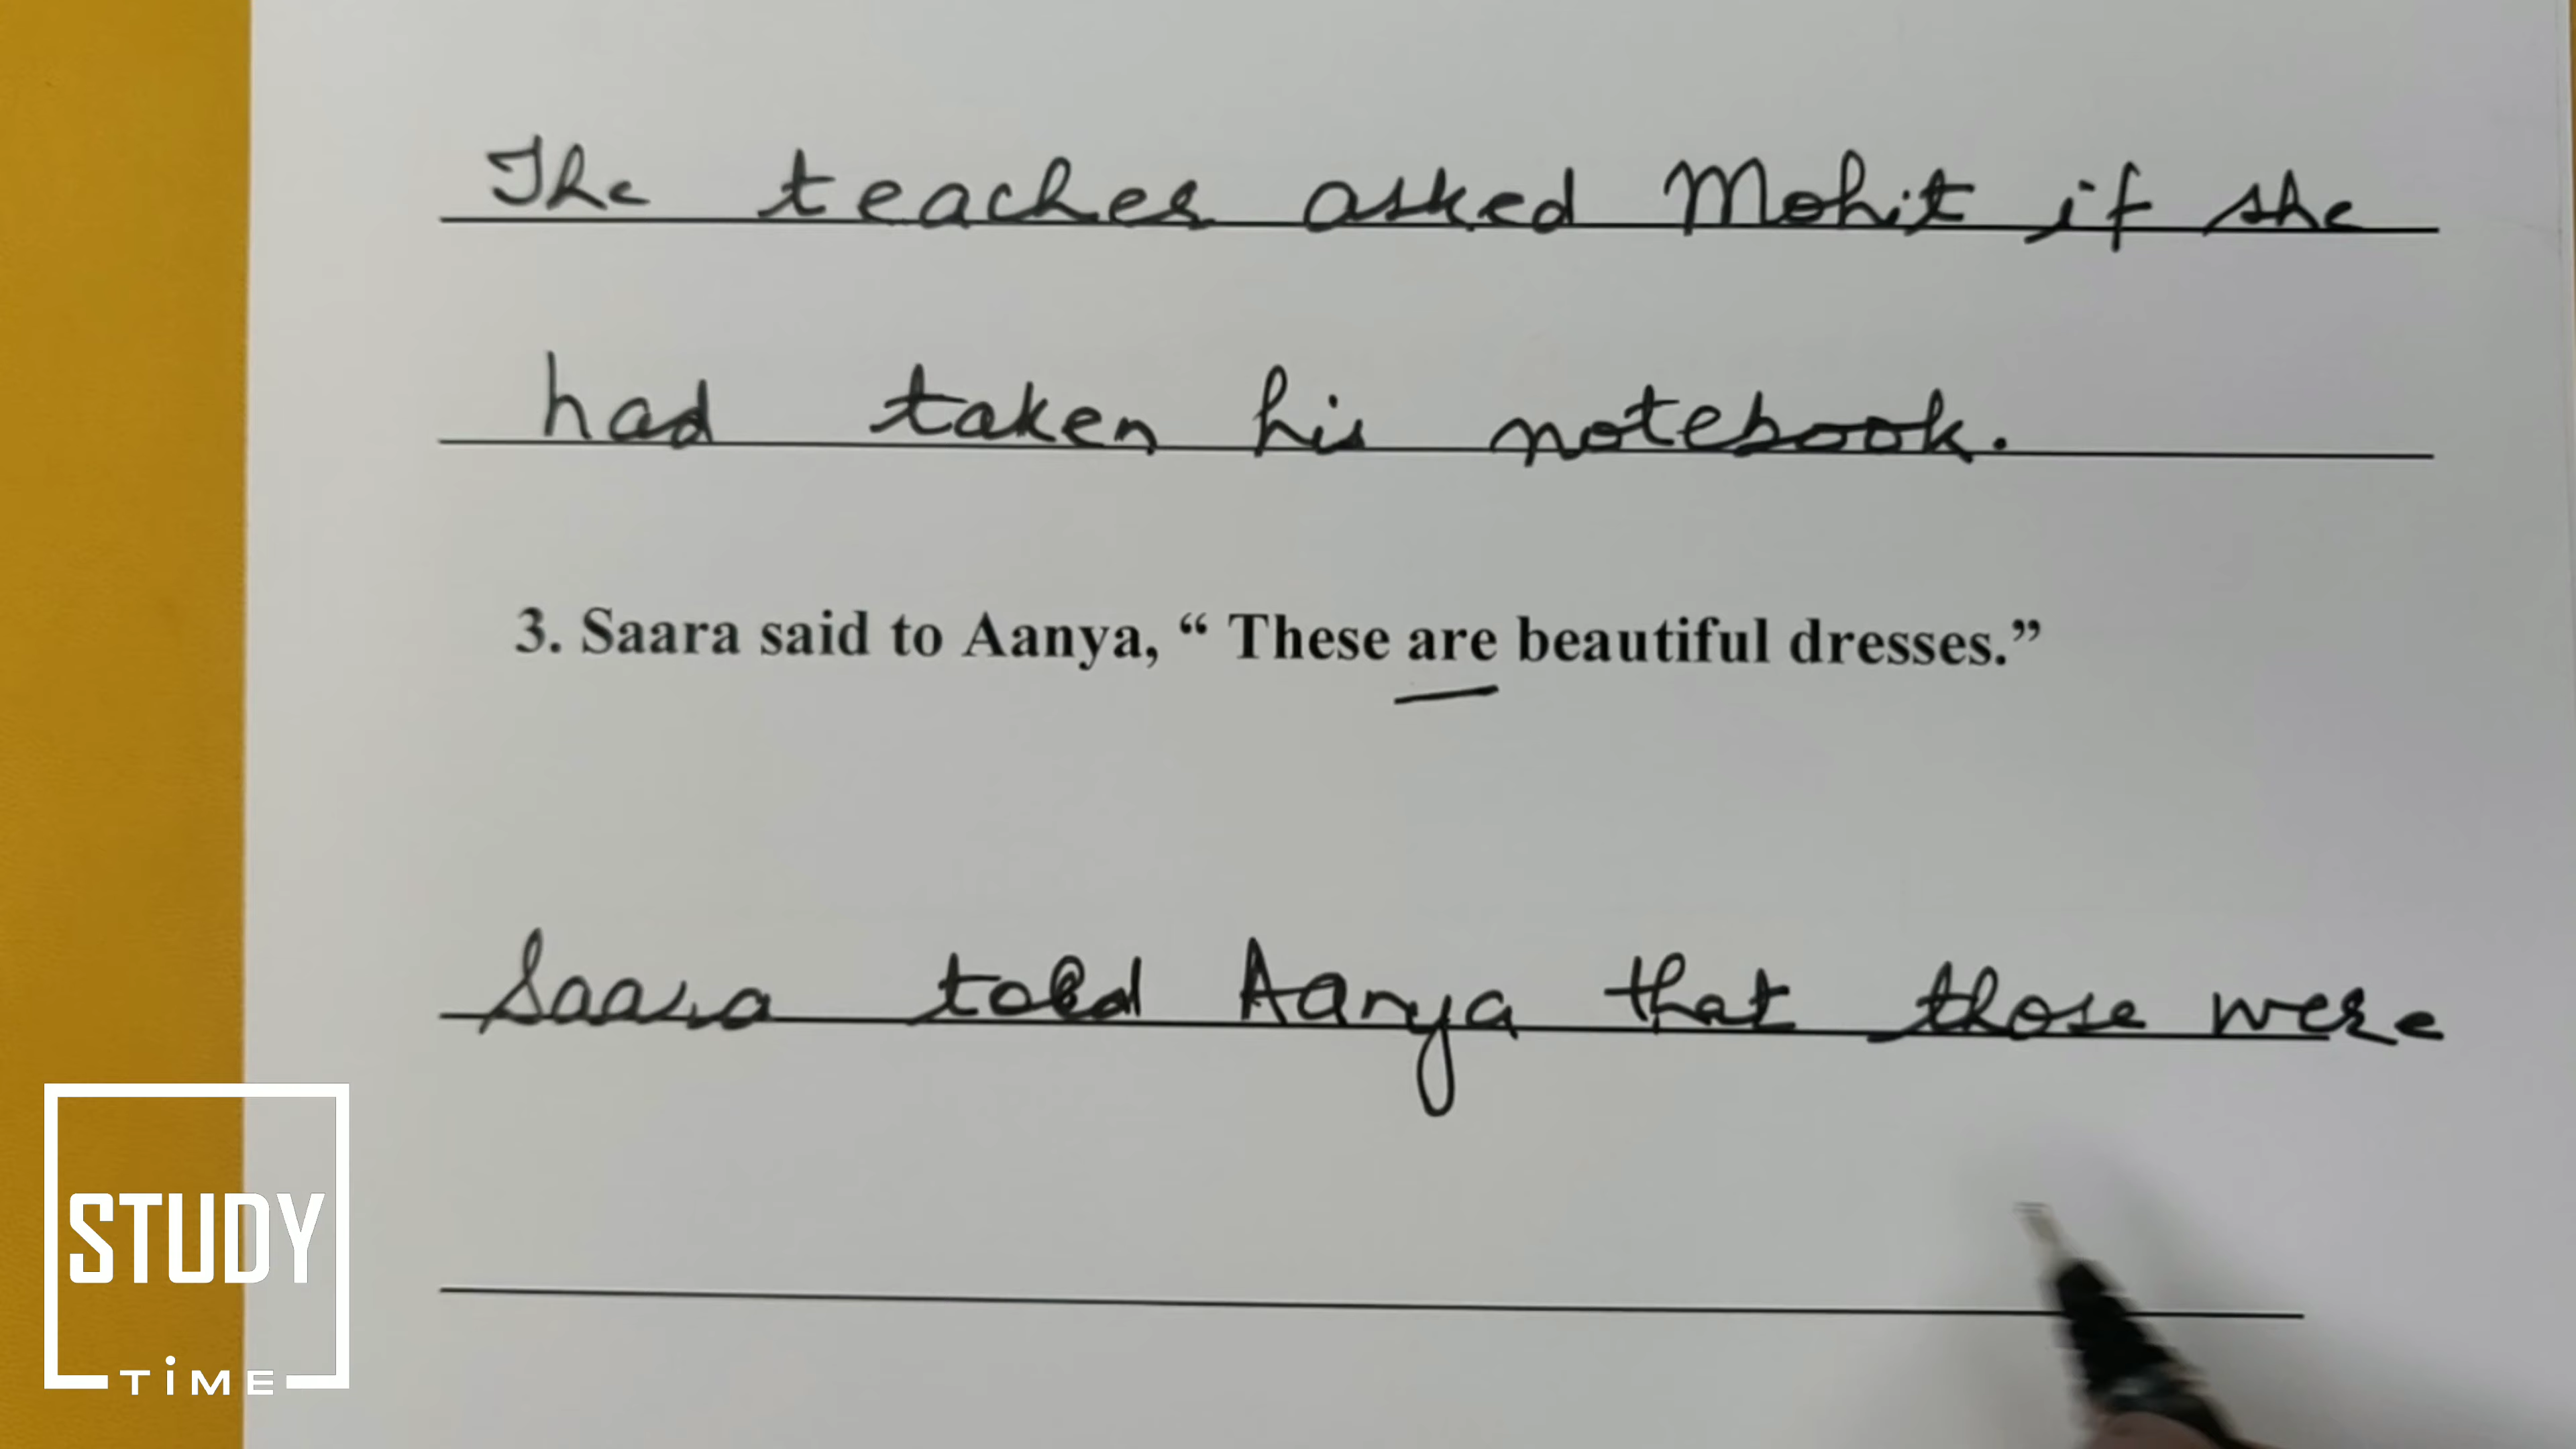 The teacher asked Mohit if she
had taken his notebook.
3. Saara said to Aanya, “ These are beautiful dresses.”
Saara told Aanya that those were
STUDY
TiME